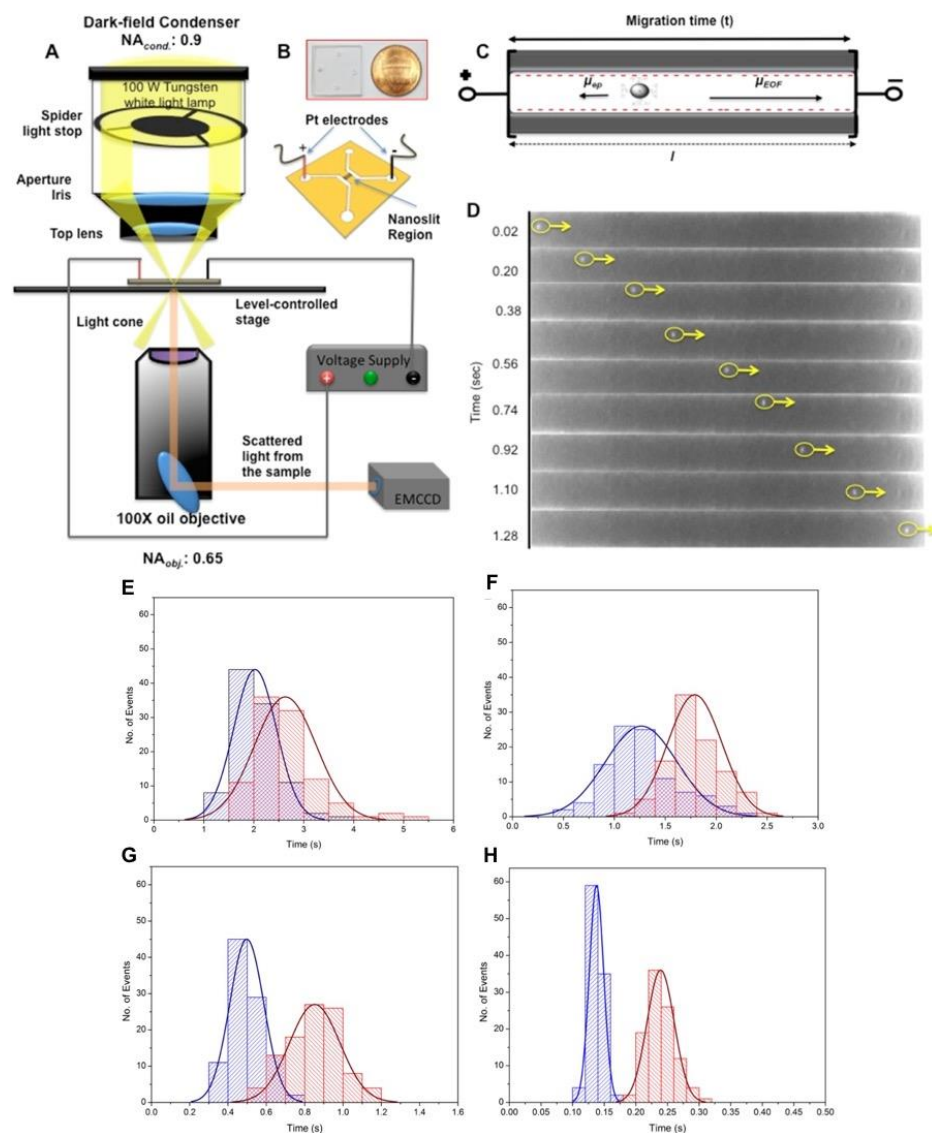 Dark-field Condenser
A
NAcond.: 0.9
100 W Tungsten
white light lamp
Spider
light stop
Aperture
Iris
Top lens
Light cone
Level-controlled
stage
Voltage Supply
+
-
Scattered
light from
the sample
EMCCD
100X oil objective
NAobj.: 0.65
B
Pt electrodes
+
-
Nanoslit
Region
Migration time (t)
C
+
μep
μEOF
−
l
D
Time (sec)
0.02
0.20
0.38
0.56
0.74
0.92
1.10
1.28
E
No. of Events
60
50
40
30
20
10
0
0
1
2
3
4
5
6
Time (s)
F
No. of Events
60
50
40
30
20
10
0
0.0
0.5
1.0
1.5
2.0
2.5
3.0
Time (s)
G
No. of Events
60
50
40
30
20
10
0
0.0
0.2
0.4
0.6
0.8
1.0
1.2
1.4
1.6
Time (s)
H
No. of Events
60
50
40
30
20
10
0
0.00
0.05
0.10
0.15
0.20
0.25
0.30
0.35
0.40
0.45
0.50
Time (s)